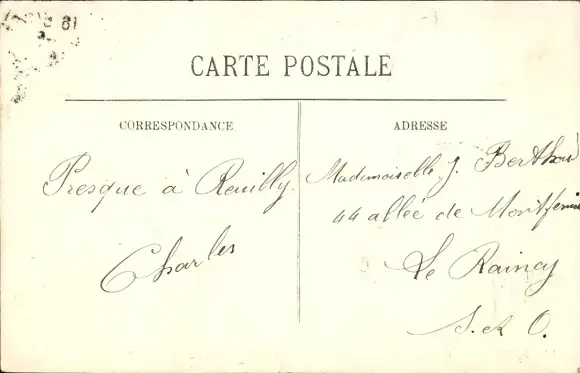 CARTE POSTALE
CORRESPONDANCE
Presque à Reuilly.
Charles
ADRESSE
Mademoiselle J. Berthou
44 allée de Montfermeil
Le Raincy
S. et O.